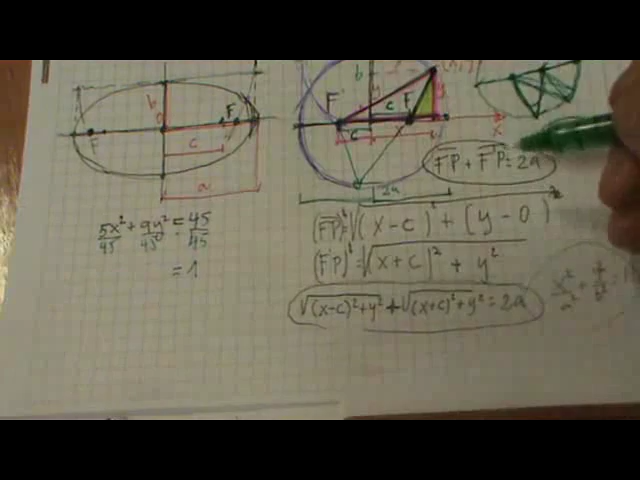 b
O
F
F
c
a
b
y
c
F'
F
y
x
c
2a
F̅P̅ + F̅'̅P̅ = 2a
5x² + 9y² = 45
45 45 45
= 1
(FP)² = √(x-c)² + (y-0)²
(F'P)² = √(x+c)² + y²
√(x-c)²+y² + √(x+c)²+y² = 2a
x²/a² + y²/b² = 1